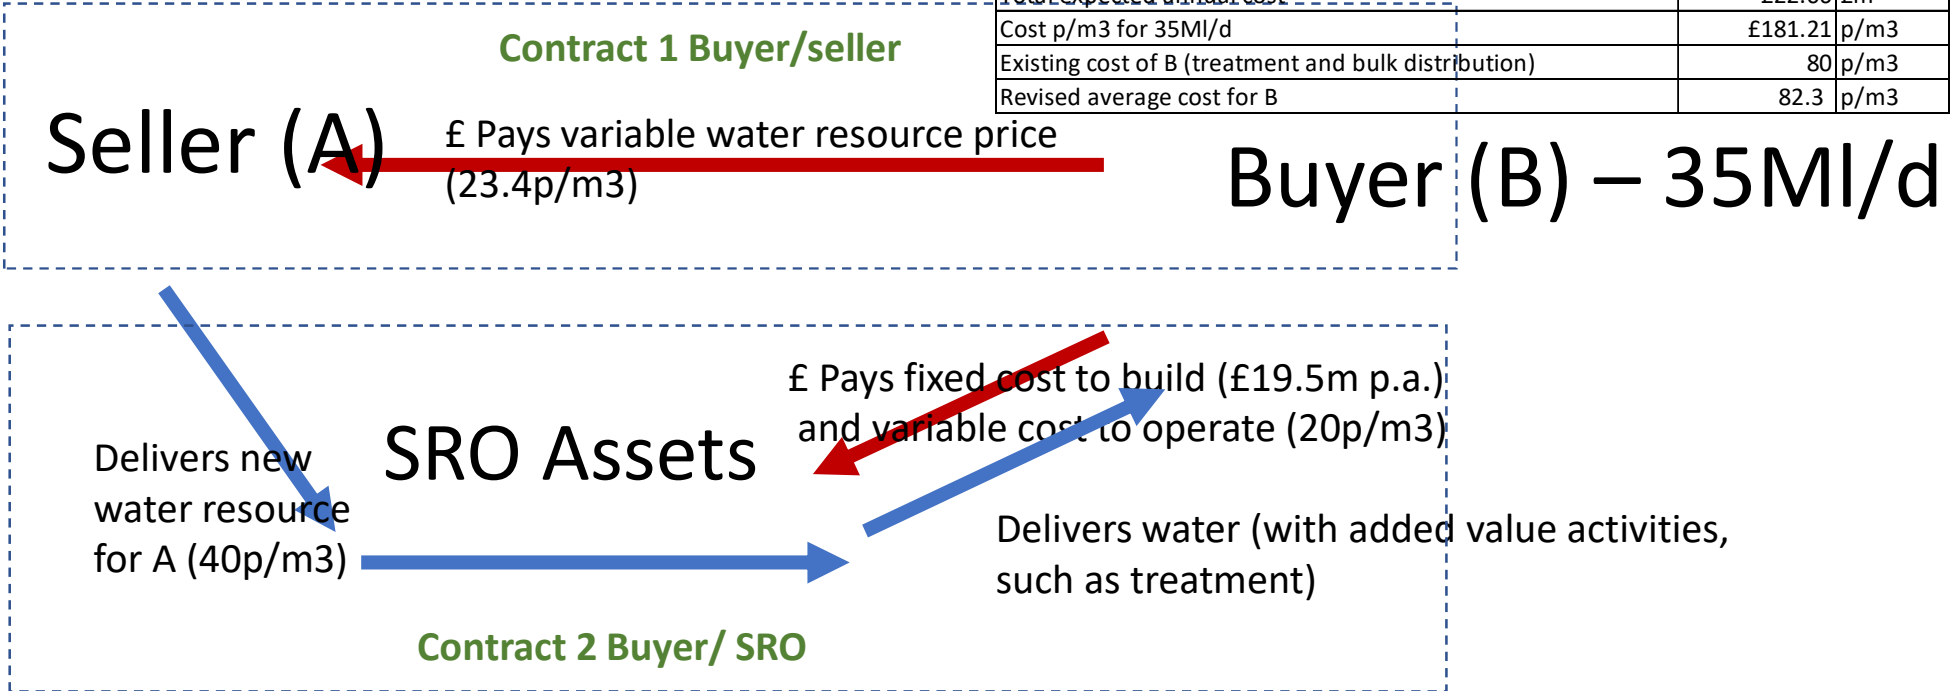 Contract 1 Buyer/seller
Cost p/m3 for 35Ml/d £181.21 p/m3
Existing cost of B (treatment and bulk distribution) 80 p/m3
Revised average cost for B 82.3 p/m3
Seller (A)
£ Pays variable water resource price
(23.4p/m3)
Buyer (B) – 35Ml/d
£ Pays fixed cost to build (£19.5m p.a.)
and variable cost to operate (20p/m3)
SRO Assets
Delivers new
water resource
for A (40p/m3)
Delivers water (with added value activities,
such as treatment)
Contract 2 Buyer/ SRO